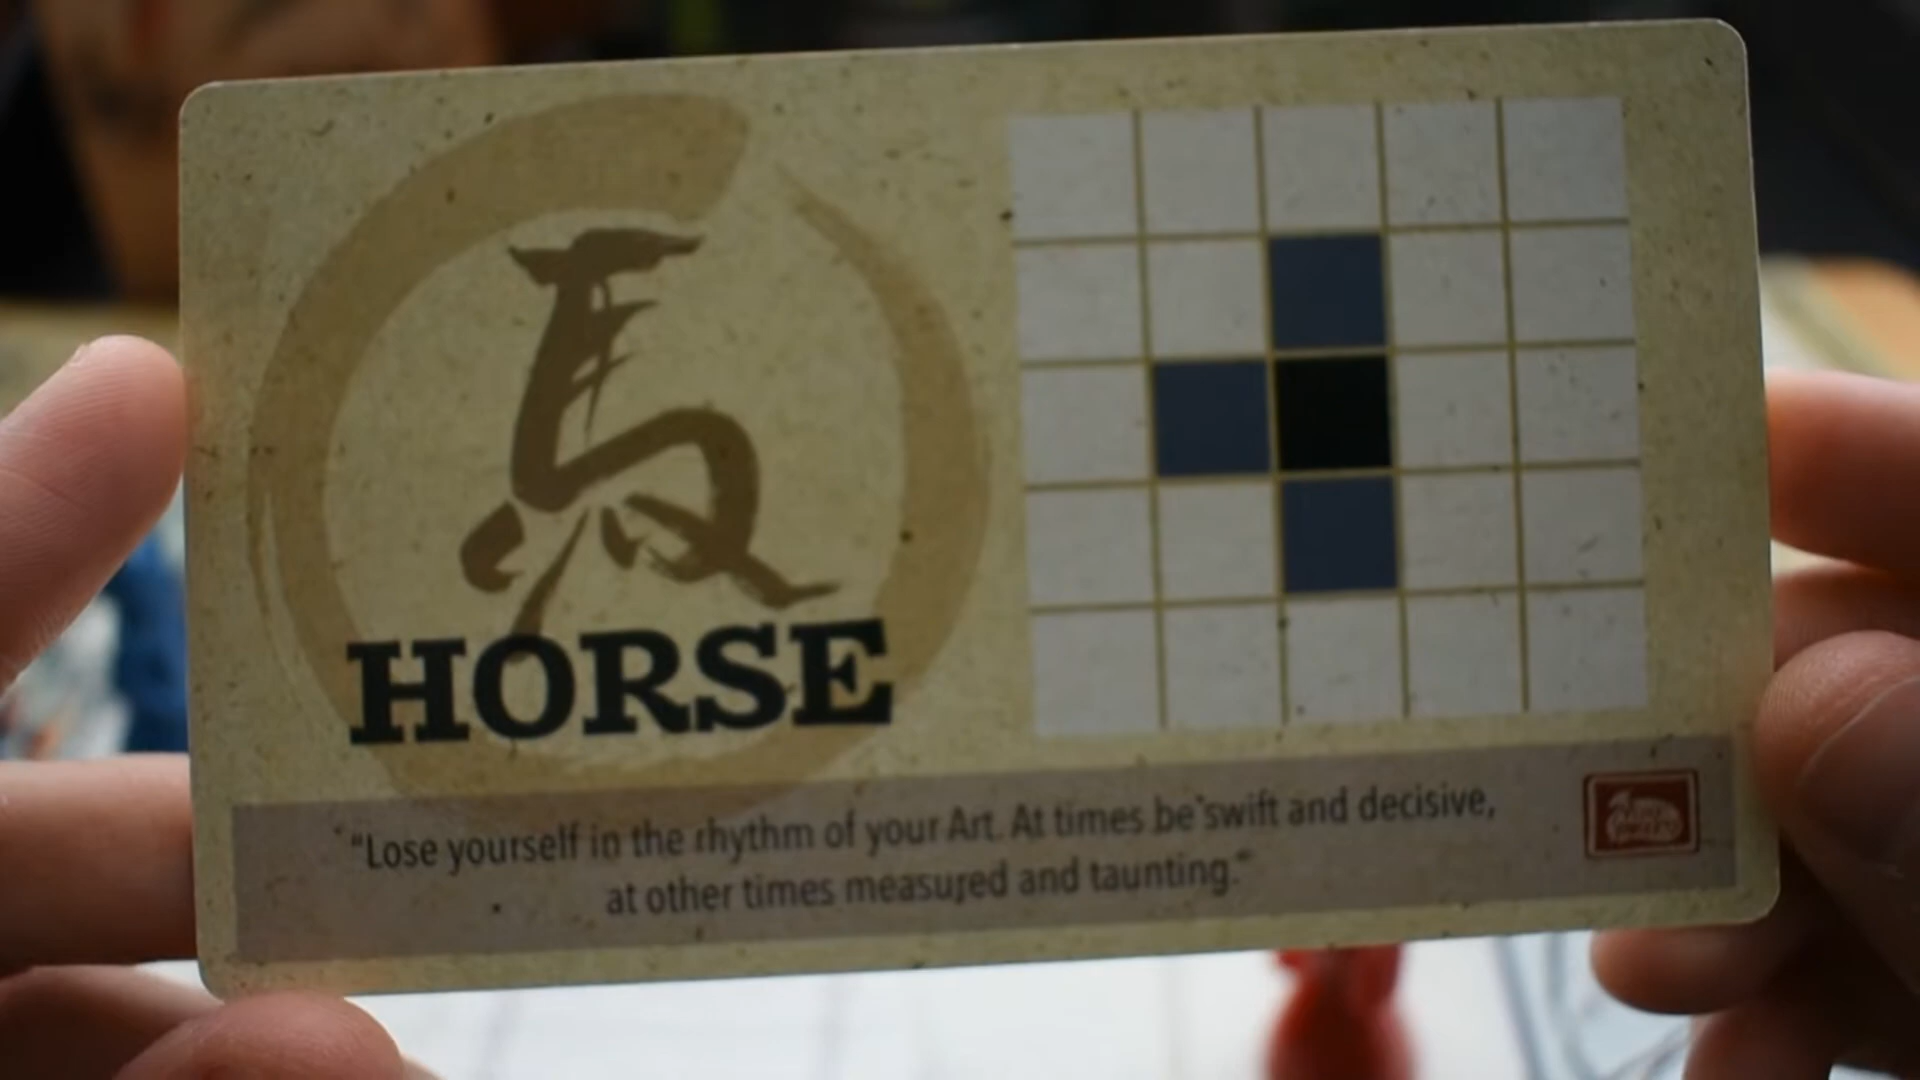 馬
HORSE
“Lose yourself in the rhythm of your Art. At times be swift and decisive,
at other times measured and taunting.”